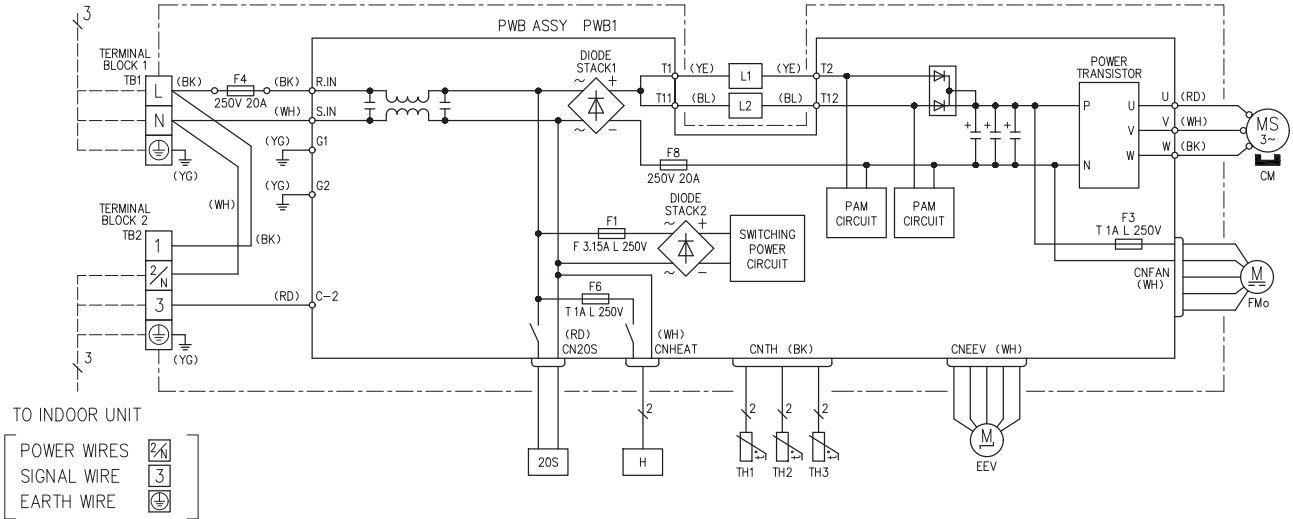 3
PWB ASSY PWB1
TERMINAL
BLOCK 1
TB1
L
N
(BK)
F4
250V 20A
(BK)
R.IN
(WH)
S.IN
(YG)
G1
(YG)
(YG)
G2
DIODE
STACK1
~
+
~
−
T1
(YE)
L1
(YE)
T2
T11
(BL)
L2
(BL)
T12
F8
250V 20A
+
+
+
POWER
TRANSISTOR
P
N
U
V
W
U
(RD)
V
(WH)
W
(BK)
MS
3~
CM
PAM
CIRCUIT
PAM
CIRCUIT
TERMINAL
BLOCK 2
TB2
(WH)
(BK)
1
2/N
3
(RD)
C-2
(YG)
3
F1
F 3.15A L 250V
DIODE
STACK2
~
+
~
−
SWITCHING
POWER
CIRCUIT
F3
T 1A L 250V
CNFAN
(WH)
M
FMo
F6
T 1A L 250V
(RD)
CN20S
(WH)
CNHEAT
CNTH (BK)
CNEEV (WH)
2
2
2
2
20S
H
t°
t°
t°
TH1
TH2
TH3
M
EEV
TO INDOOR UNIT
POWER WIRES 2/N
SIGNAL WIRE 3
EARTH WIRE